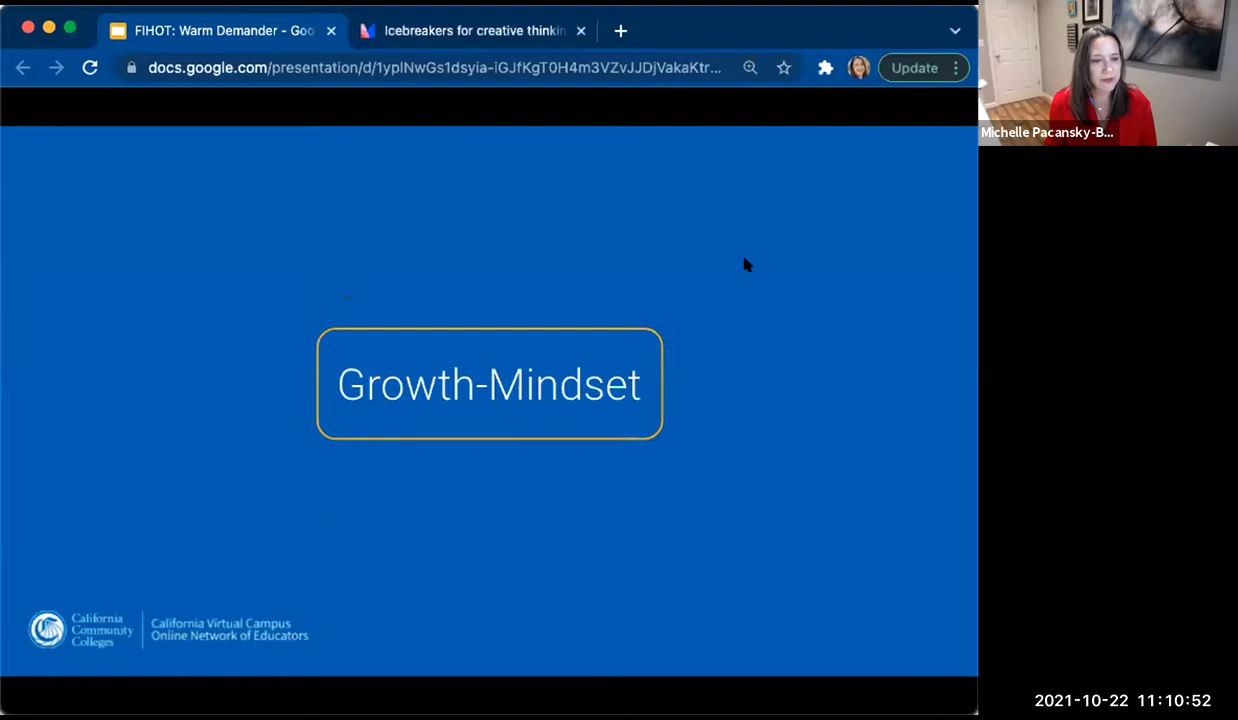 FIHOT: Warm Demander - Goo
Icebreakers for creative thinkin
docs.google.com/presentation/d/1yplNwGs1dsyia-iGJfKgT0H4m3VZvJJDjVakaKtr...
Update
Michelle Pacansky-B...
Growth-Mindset
California
Community
Colleges
California Virtual Campus
Online Network of Educators
2021-10-22 11:10:52